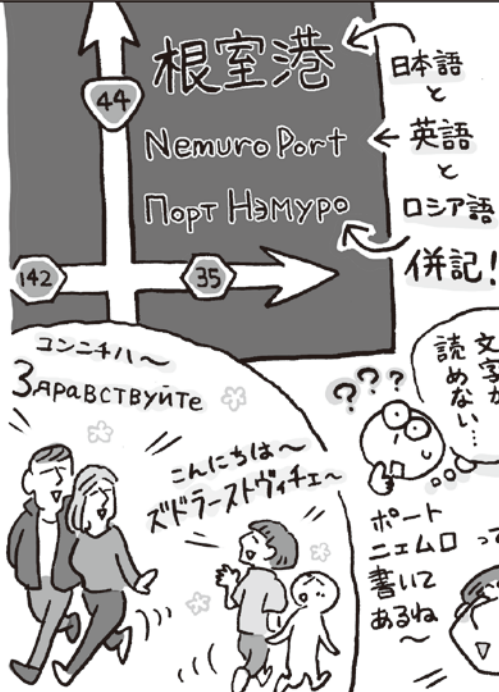 44
根室港
Nemuro Port
Порт Нэмуро
142
35
日本語
と
英語
と
ロシア語
併記!
文字が
読めない…
???
コンニチハ〜
Здравствуйте
こんにちは〜
ズドラーストヴィチェ〜
ポート
ニェムロ って
書いて
あるね
〜